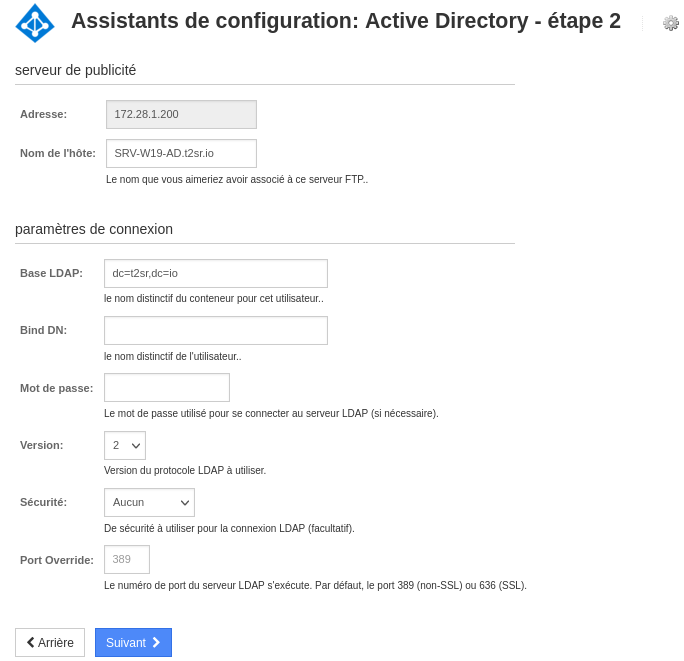 Assistants de configuration: Active Directory - étape 2
serveur de publicité
Adresse: 172.28.1.200
Nom de l'hôte: SRV-W19-AD.t2sr.io
Le nom que vous aimeriez avoir associé à ce serveur FTP..
paramètres de connexion
Base LDAP: dc=t2sr,dc=io
le nom distinctif du conteneur pour cet utilisateur..
Bind DN:
le nom distinctif de l'utilisateur..
Mot de passe:
Le mot de passe utilisé pour se connecter au serveur LDAP (si nécessaire).
Version: 2
Version du protocole LDAP à utiliser.
Sécurité: Aucun
De sécurité à utiliser pour la connexion LDAP (facultatif).
Port Override: 389
Le numéro de port du serveur LDAP s'exécute. Par défaut, le port 389 (non-SSL) ou 636 (SSL).
Arrière Suivant